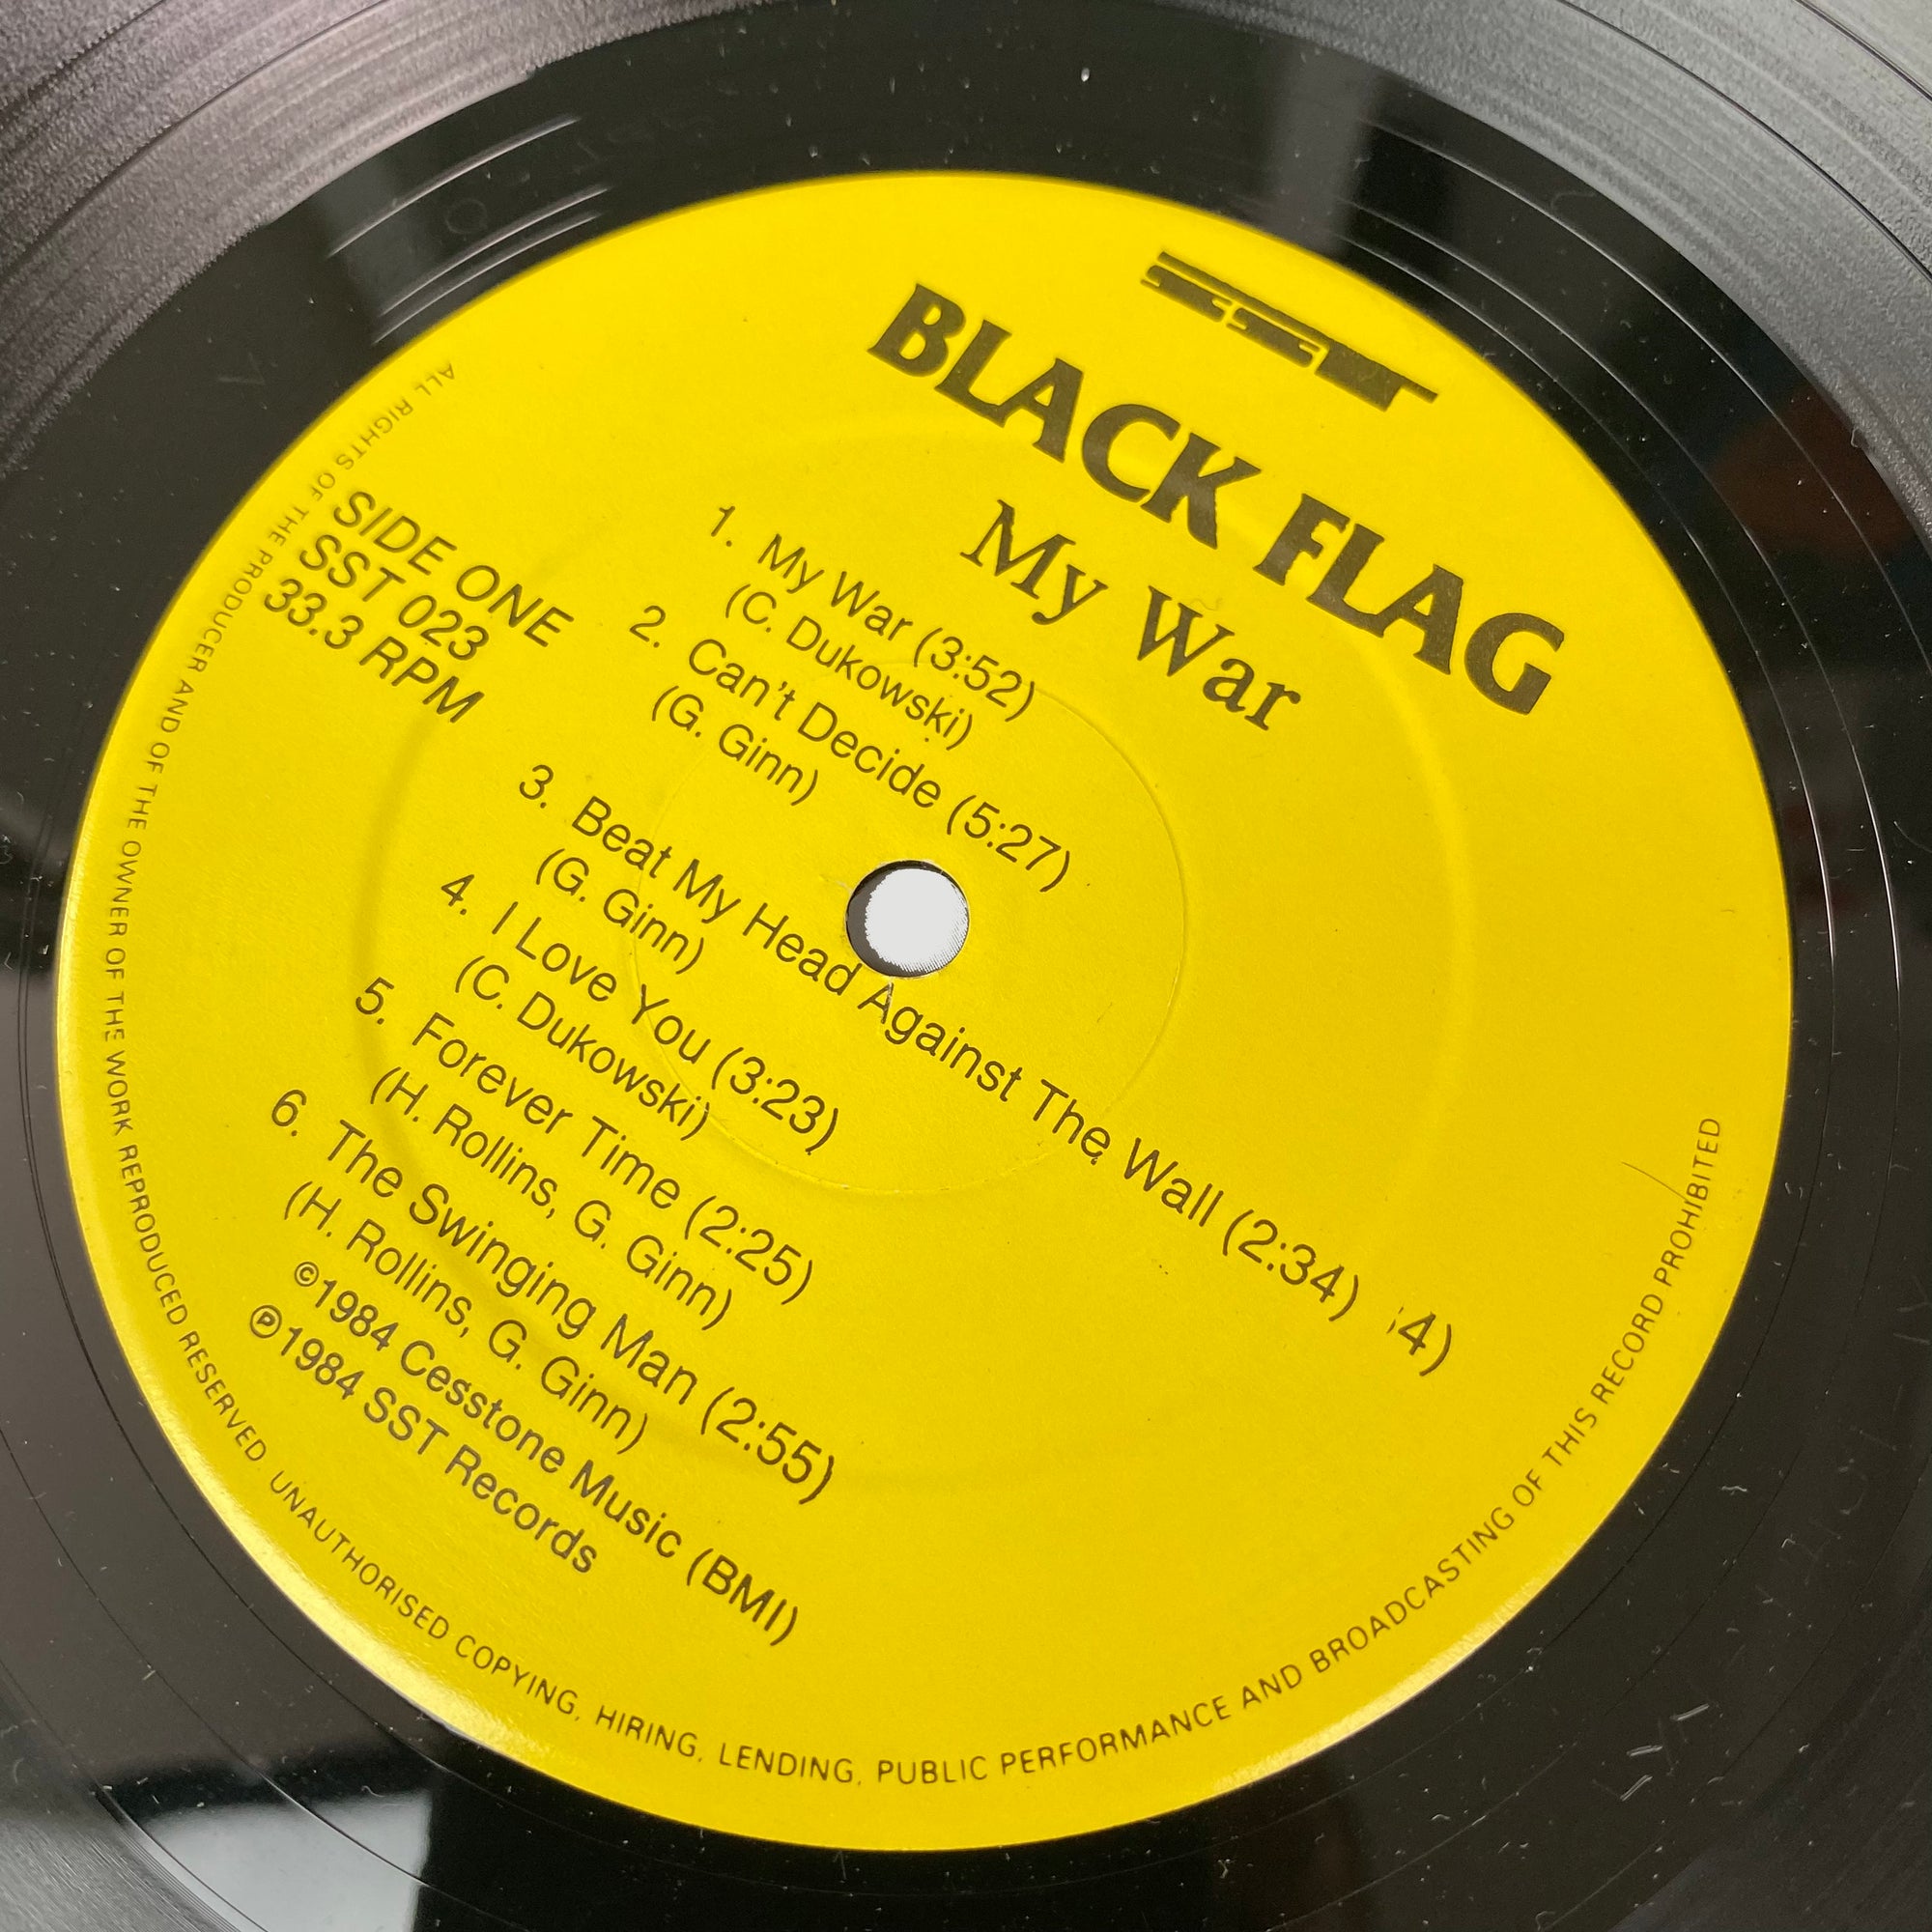 SST
BLACK FLAG
My War
SIDE ONE
SST 023
33.3 RPM
1. My War (3:52)
(C. Dukowski)
2. Can't Decide (5:27)
(G. Ginn)
3. Beat My Head Against The Wall (2:34) 4)
(G. Ginn)
4. I Love You (3:23)
(C. Dukowski)
5. Forever Time (2:25)
(H. Rollins, G. Ginn)
6. The Swinging Man (2:55)
(H. Rollins, G. Ginn)
©1984 Cesstone Music (BMI)
℗1984 SST Records
ALL RIGHTS OF THE PRODUCER AND OF THE OWNER OF THE WORK REPRODUCED RESERVED. UNAUTHORISED COPYING, HIRING, LENDING, PUBLIC PERFORMANCE AND BROADCASTING OF THIS RECORD PROHIBITED